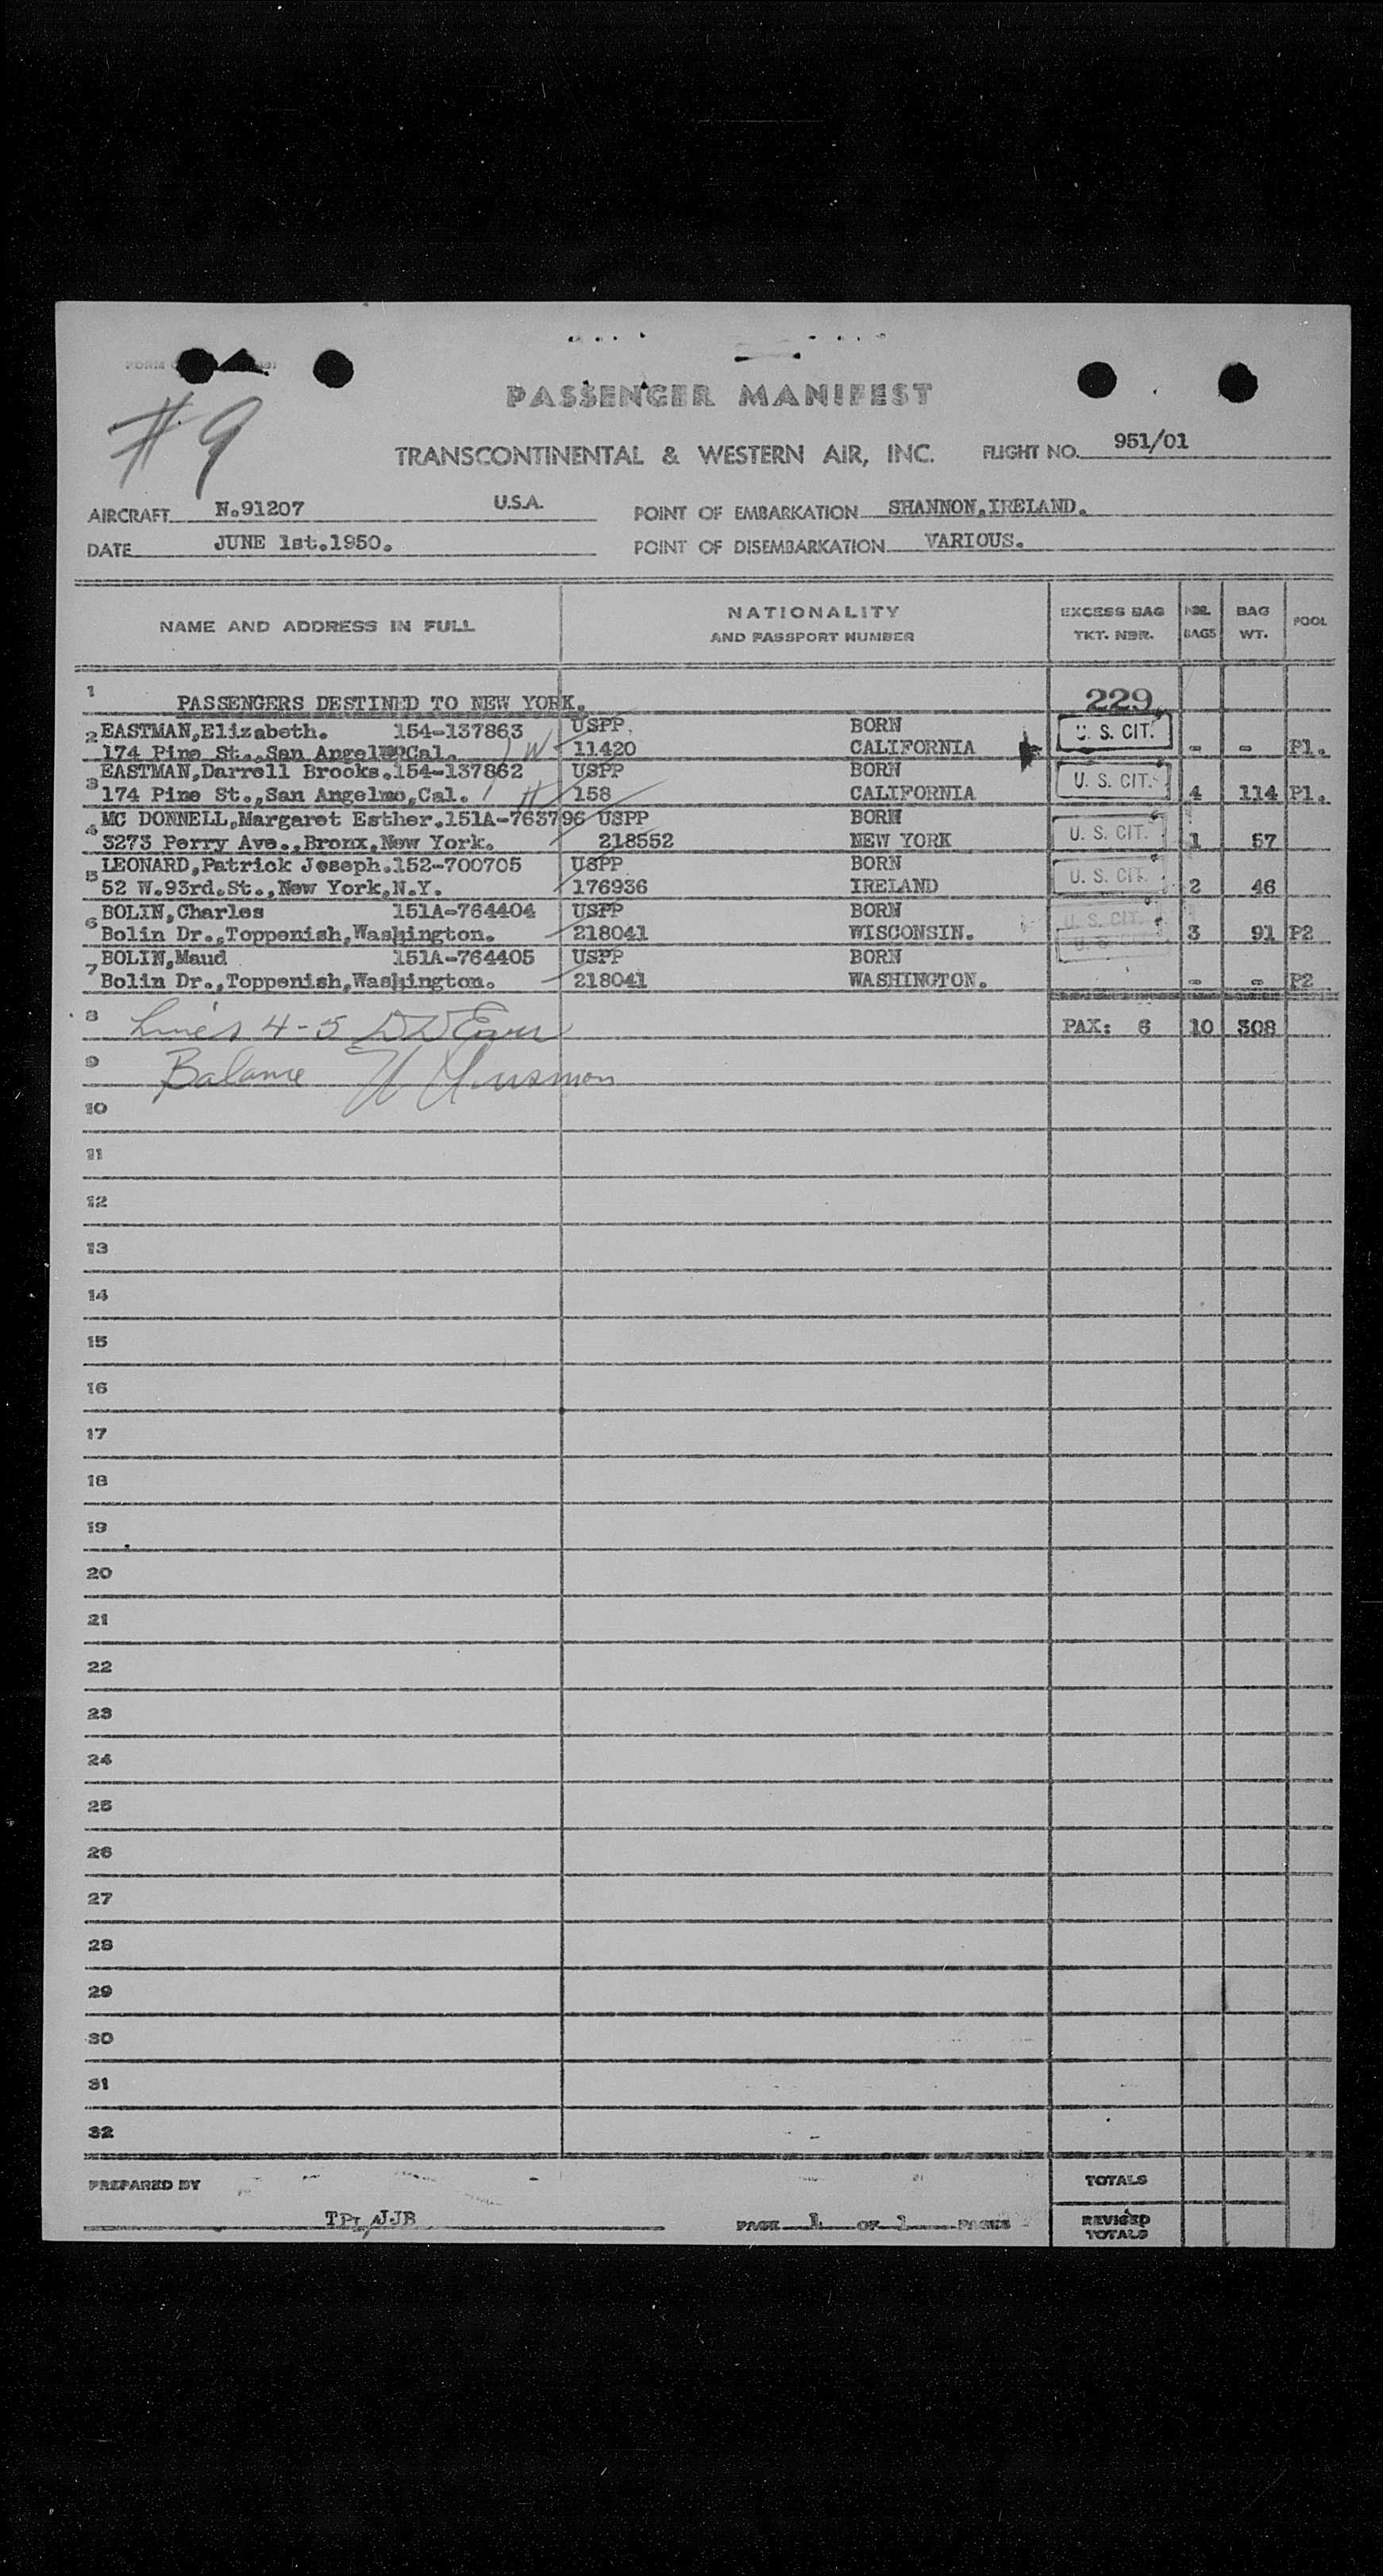 #9
PASSENGER MANIFEST
TRANSCONTINENTAL & WESTERN AIR, INC. FLIGHT NO. 951/01
AIRCRAFT N.91207 U.S.A. POINT OF EMBARKATION SHANNON,IRELAND.
DATE JUNE 1st.1950. POINT OF DISEMBARKATION VARIOUS.
NAME AND ADDRESS IN FULL NATIONALITY AND PASSPORT NUMBER EXCESS BAG TKT. NBR. NBR. BAGS BAG WT. POOL
1 PASSENGERS DESTINED TO NEW YORK. 229
2 EASTMAN,Elizabeth. 154-137863 USPP. BORN U. S. CIT.
174 Pine St.,San Angelmo Cal. W 11420 CALIFORNIA - - P1.
3 EASTMAN,Darrell Brooks.154-137862 USPP BORN U. S. CIT.
174 Pine St.,San Angelmo,Cal. H 158 CALIFORNIA 4 114 P1.
4 MC DONNELL,Margaret Esther.151A-763796 USPP BORN U. S. CIT.
3273 Perry Ave.,Bronx,New York. 218552 NEW YORK 1 57
5 LEONARD,Patrick Joseph.152-700705 USPP BORN U. S. CIT.
52 W.93rd.St.,New York,N.Y. 176936 IRELAND 2 46
6 BOLIN,Charles 151A-764404 USPP BORN U. S. CIT.
Bolin Dr.,Toppenish,Washington. 218041 WISCONSIN. 3 91 P2
7 BOLIN,Maud 151A-764405 USPP BORN
Bolin Dr.,Toppenish,Washington. 218041 WASHINGTON. - - P2
8 Lines 4-5 PAX: 6 10 308
9 Balance
10
11
12
13
14
15
16
17
18
19
20
21
22
23
24
25
26
27
28
29
30
31
32
PREPARED BY TOTALS
JJB PAGE 1 OF 1 PAGES REVISED TOTALS